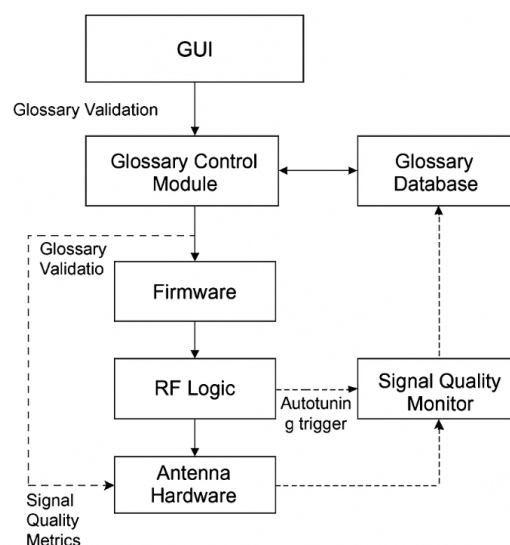 GUI
Glossary Validation
Glossary Control
Module
Glossary
Database
Glossary
Validatio
Firmware
RF Logic
Autotunin
g trigger
Signal Quality
Monitor
Antenna
Hardware
Signal
Quality
Metrics